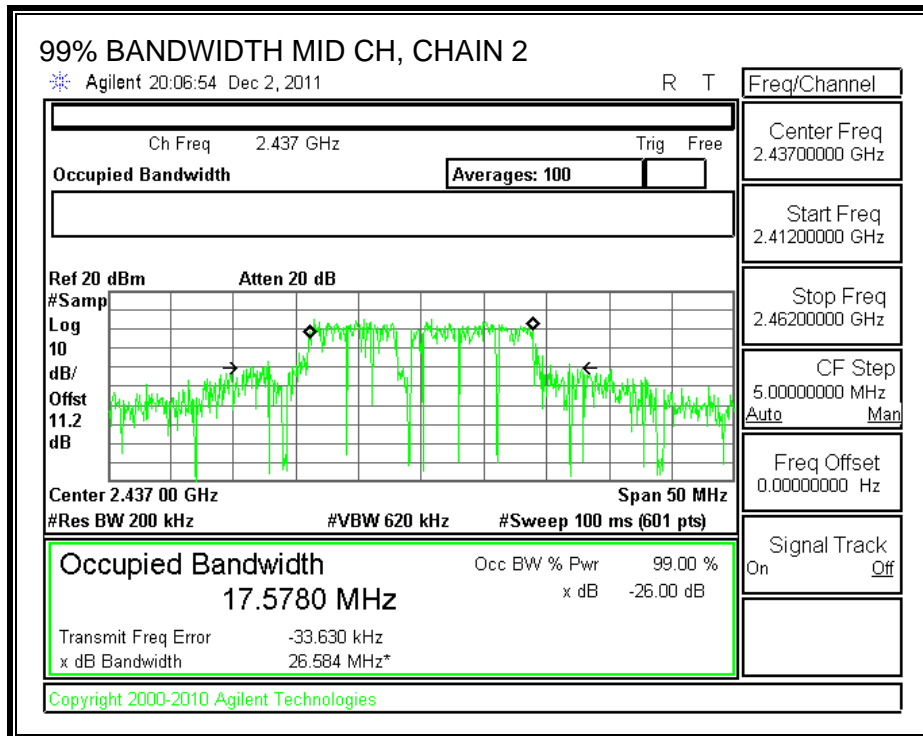 99% BANDWIDTH MID CH, CHAIN 2
Agilent 20:06:54 Dec 2, 2011 R T
Freq/Channel
Ch Freq 2.437 GHz Trig Free
Occupied Bandwidth Averages: 100
Ref 20 dBm Atten 20 dB
#Samp
Log
10
dB/
Offst
11.2
dB
Center 2.437 00 GHz Span 50 MHz
#Res BW 200 kHz #VBW 620 kHz #Sweep 100 ms (601 pts)
Occupied Bandwidth Occ BW % Pwr 99.00 %
17.5780 MHz x dB -26.00 dB
Transmit Freq Error -33.630 kHz
x dB Bandwidth 26.584 MHz*
Copyright 2000-2010 Agilent Technologies
Center Freq
2.43700000 GHz
Start Freq
2.41200000 GHz
Stop Freq
2.46200000 GHz
CF Step
5.00000000 MHz
Auto Man
Freq Offset
0.00000000 Hz
Signal Track
On Off